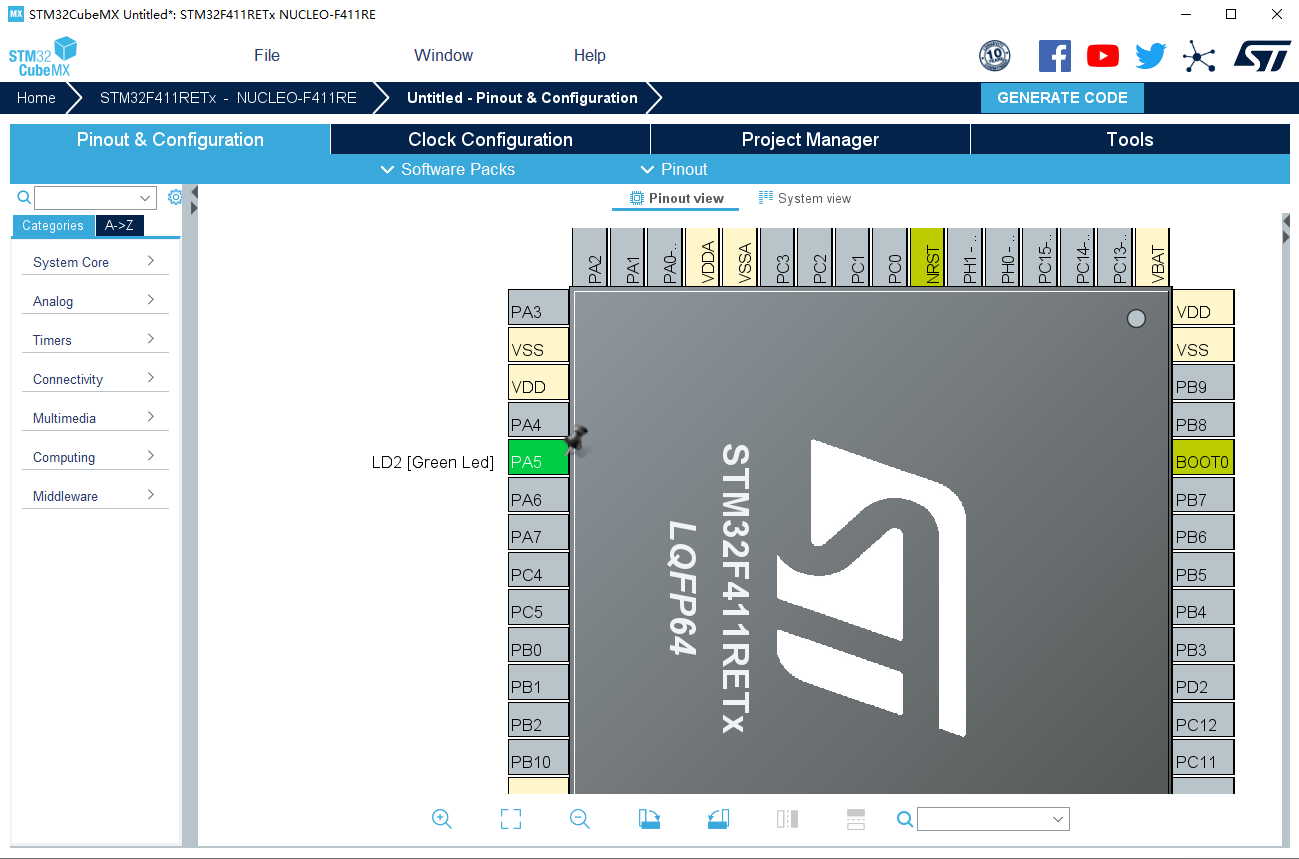 MX STM32CubeMX Untitled*: STM32F411RETx NUCLEO-F411RE
STM32 CubeMX
File Window Help
10
ST
Home STM32F411RETx - NUCLEO-F411RE Untitled - Pinout & Configuration GENERATE CODE
Pinout & Configuration Clock Configuration Project Manager Tools
Software Packs Pinout
Pinout view System view
Categories A->Z
System Core
Analog
Timers
Connectivity
Multimedia
Computing
Middleware
PA2 PA1 PA0-.. VDDA VSSA PC3 PC2 PC1 PC0 NRST PH1 - .. PH0 - .. PC15-.. PC14-.. PC13-.. VBAT
PA3
VSS
VDD
PA4
LD2 [Green Led] PA5
PA6
PA7
PC4
PC5
PB0
PB1
PB2
PB10
STM32F411RETx
LQFP64
VDD
VSS
PB9
PB8
BOOT0
PB7
PB6
PB5
PB4
PB3
PD2
PC12
PC11